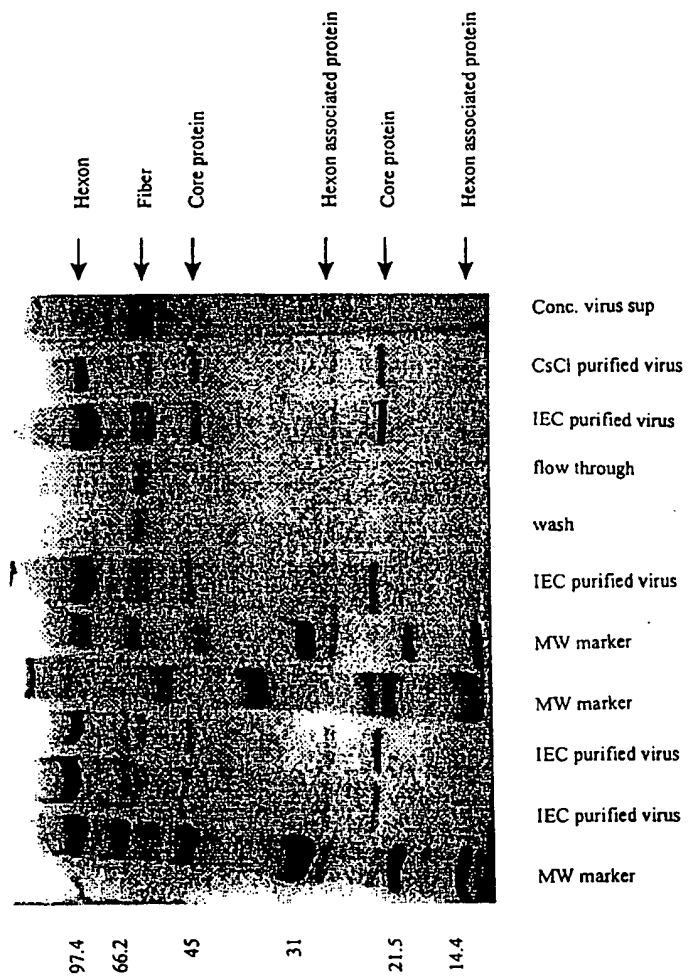 Hexon
Fiber
Core protein
Hexon associated protein
Core protein
Hexon associated protein
Conc. virus sup
CsCl purified virus
IEC purified virus
flow through
wash
IEC purified virus
MW marker
MW marker
IEC purified virus
IEC purified virus
MW marker
97.4
66.2
45
31
21.5
14.4